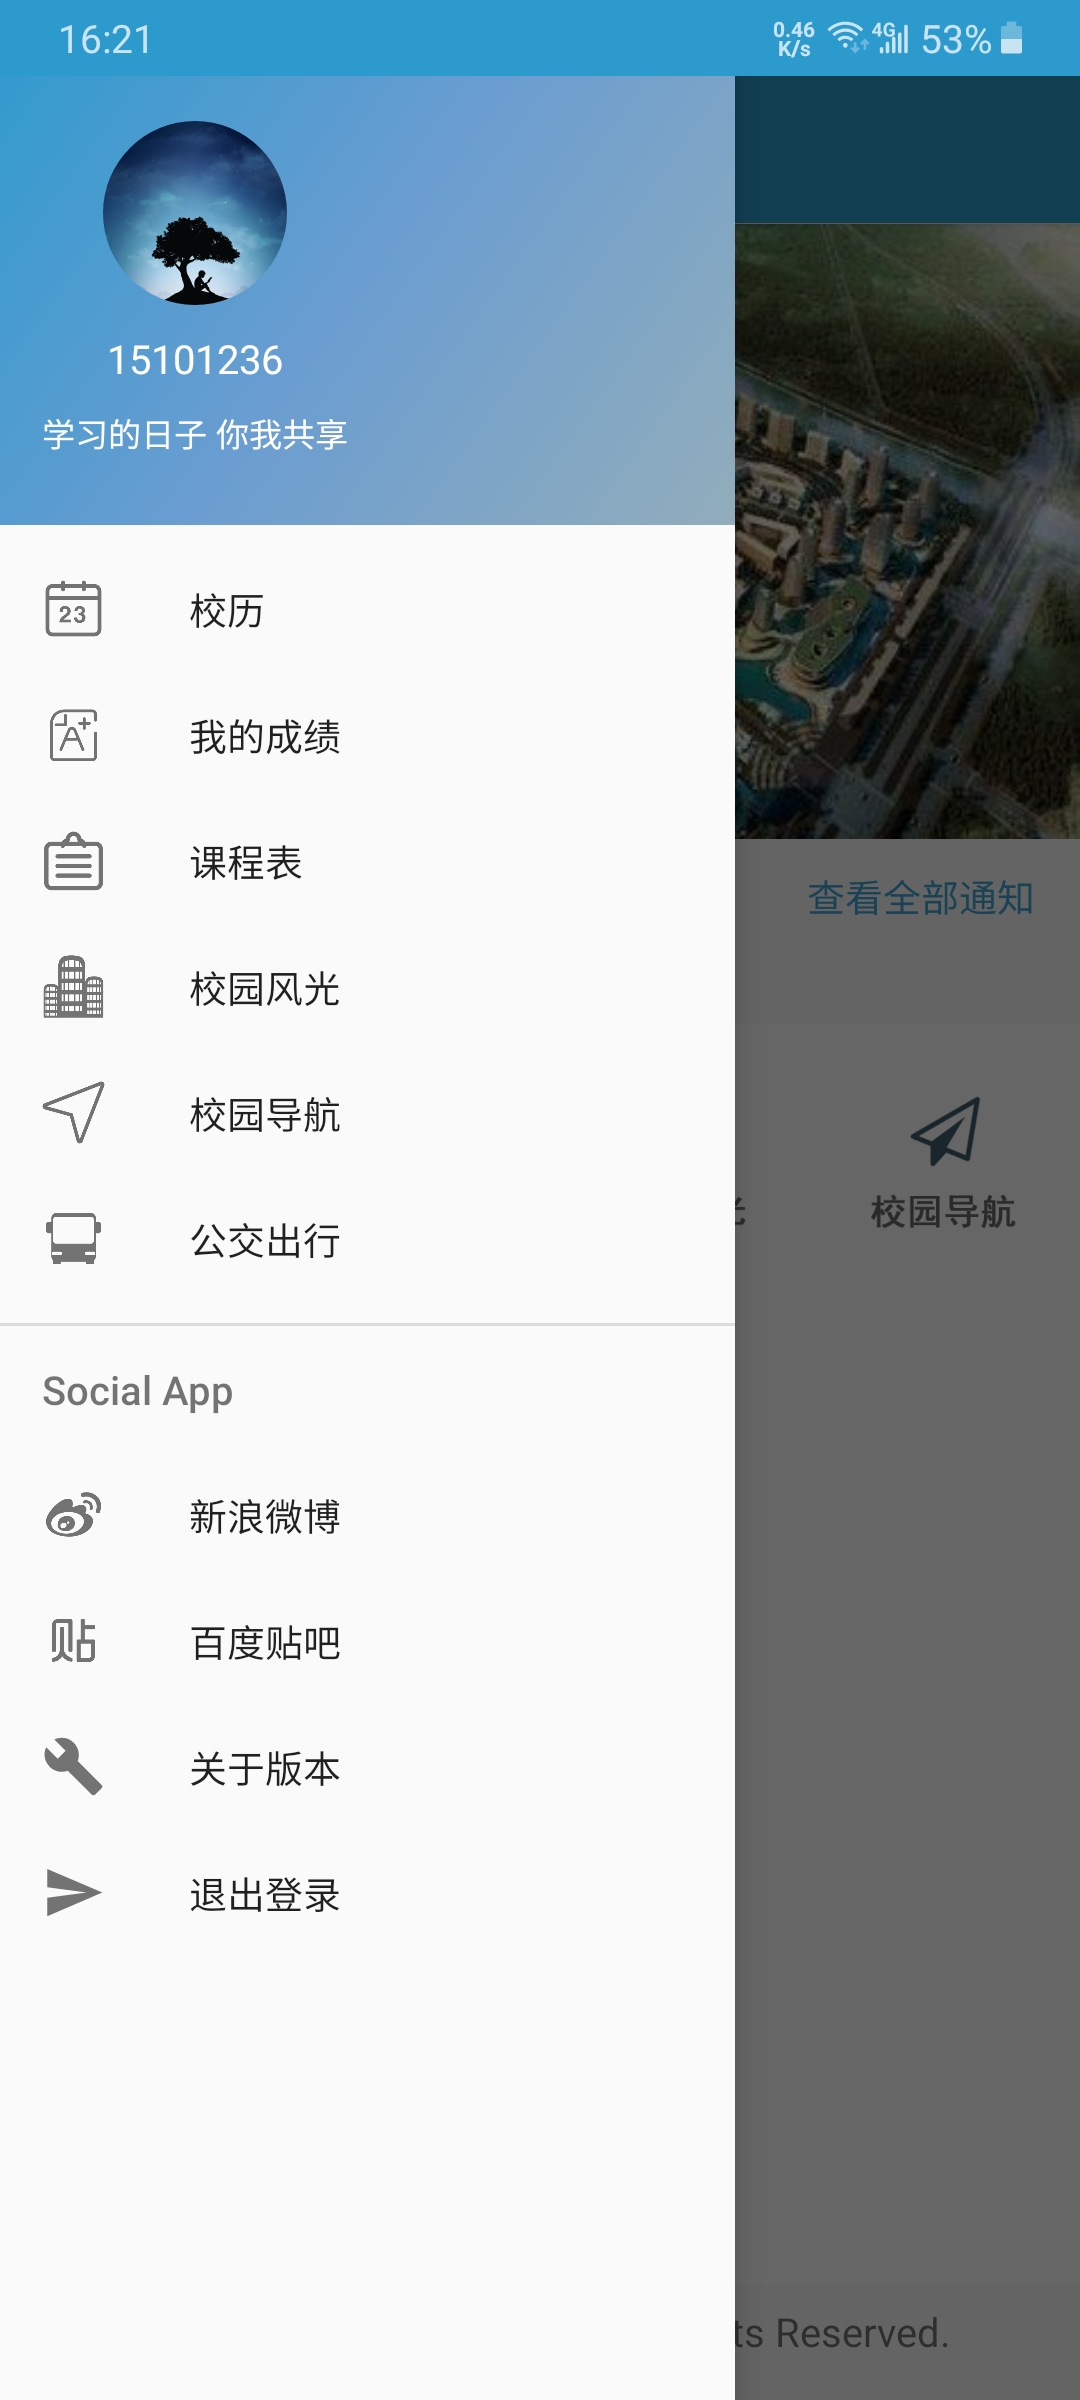 16:21
0.46
K/s
4G
53%
15101236
学习的日子 你我共享
23
校历
A+
我的成绩
课程表
查看全部通知
校园风光
校园导航
校园导航
公交出行
Social App
新浪微博
贴
百度贴吧
关于版本
退出登录
ts Reserved.